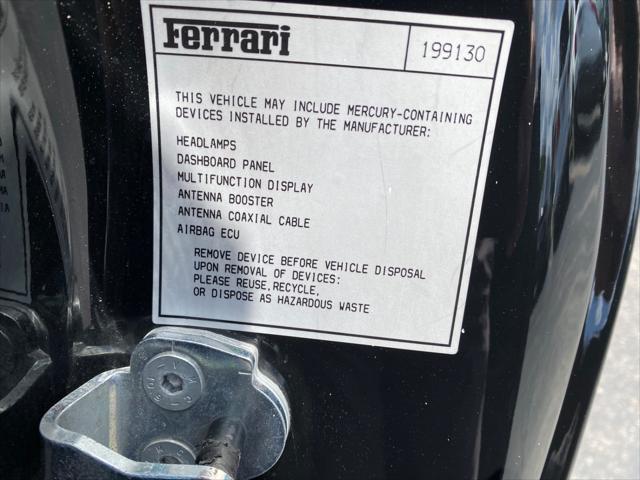 Ferrari
199130
THIS VEHICLE MAY INCLUDE MERCURY-CONTAINING
DEVICES INSTALLED BY THE MANUFACTURER:
HEADLAMPS
DASHBOARD PANEL
MULTIFUNCTION DISPLAY
ANTENNA BOOSTER
ANTENNA COAXIAL CABLE
AIRBAG ECU
REMOVE DEVICE BEFORE VEHICLE DISPOSAL
UPON REMOVAL OF DEVICES:
PLEASE REUSE,RECYCLE,
OR DISPOSE AS HAZARDOUS WASTE